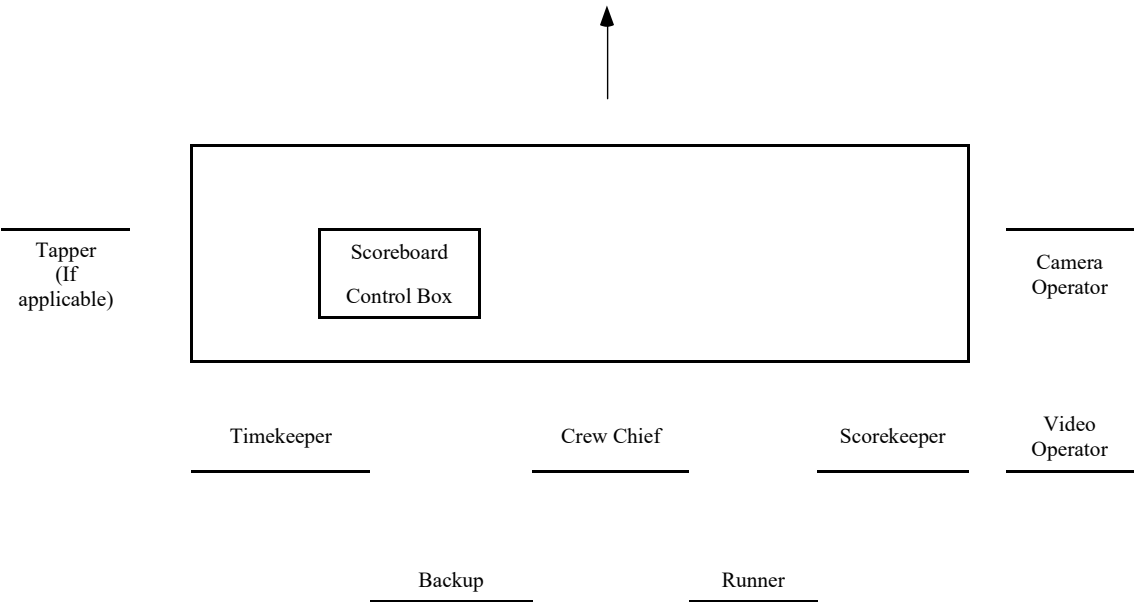 Tapper
(If
applicable)
Scoreboard
Control Box
Camera
Operator
Timekeeper
Crew Chief
Scorekeeper
Video
Operator
Backup
Runner